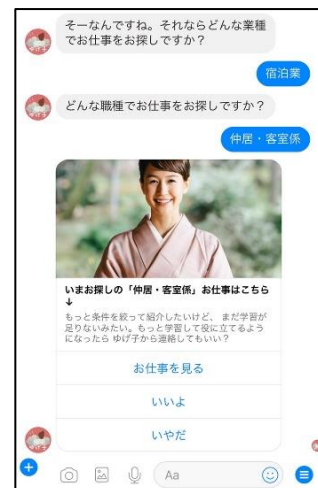 そーなんですね。それならどんな業種
でお仕事をお探しですか？
宿泊業
どんな職種でお仕事をお探しですか？
仲居・客室係
いまお探しの「仲居・客室係」お仕事はこちら
↓
もっと条件を絞って紹介したいけど、 まだ学習が
足りないみたい。もっと学習して役に立てるよう
になったら ゆげ子から連絡してもいい？
お仕事を見る
いいよ
いやだ
Aa